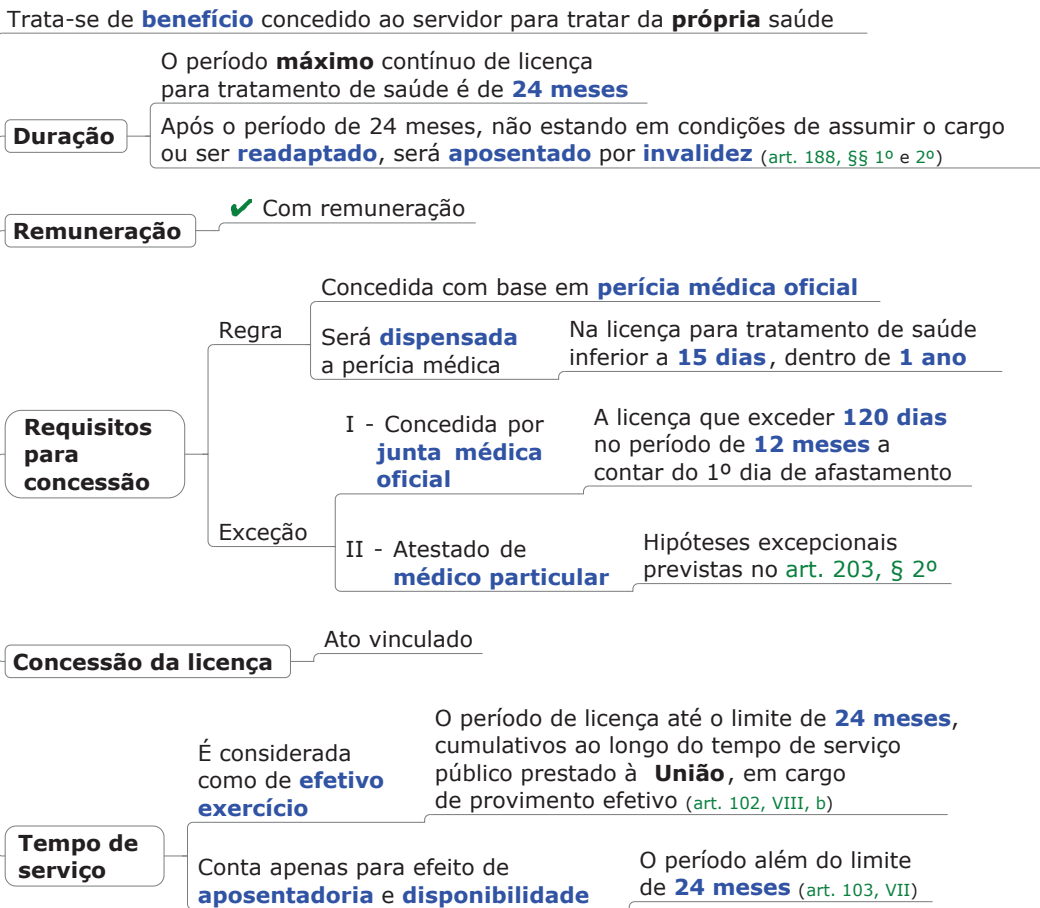 Trata-se de benefício concedido ao servidor para tratar da própria saúde
O período máximo contínuo de licença
para tratamento de saúde é de 24 meses
Duração
Após o período de 24 meses, não estando em condições de assumir o cargo
ou ser readaptado, será aposentado por invalidez (art. 188, §§ 1º e 2º)
Remuneração
✔ Com remuneração
Requisitos
para
concessão
Regra
Concedida com base em perícia médica oficial
Será dispensada
a perícia médica
Na licença para tratamento de saúde
inferior a 15 dias, dentro de 1 ano
Exceção
I - Concedida por
junta médica
oficial
A licença que exceder 120 dias
no período de 12 meses a
contar do 1º dia de afastamento
II - Atestado de
médico particular
Hipóteses excepcionais
previstas no art. 203, § 2º
Concessão da licença
Ato vinculado
Tempo de
serviço
É considerada
como de efetivo
exercício
O período de licença até o limite de 24 meses,
cumulativos ao longo do tempo de serviço
público prestado à União, em cargo
de provimento efetivo (art. 102, VIII, b)
Conta apenas para efeito de
aposentadoria e disponibilidade
O período além do limite
de 24 meses (art. 103, VII)